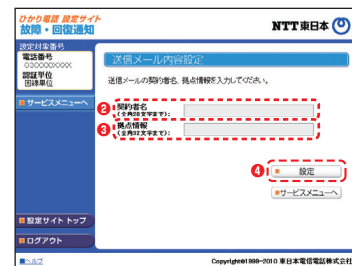 ひかり電話 設定サイト
故障・回復通知
NTT東日本
設定対象番号
電話番号
030000XXXX
認証単位
回線単位
■サービスメニューへ
送信メール内容設定
送信メールの契約者名、拠点情報を入力してください。
❷ 契約者名
(全角20文字まで):
❸ 拠点情報
(全角32文字まで):
❹ ■ 設定
■サービスメニューへ
■設定サイト トップ
■ログアウト
■ヘルプ
Copyright©1999-2010 東日本電信電話株式会社